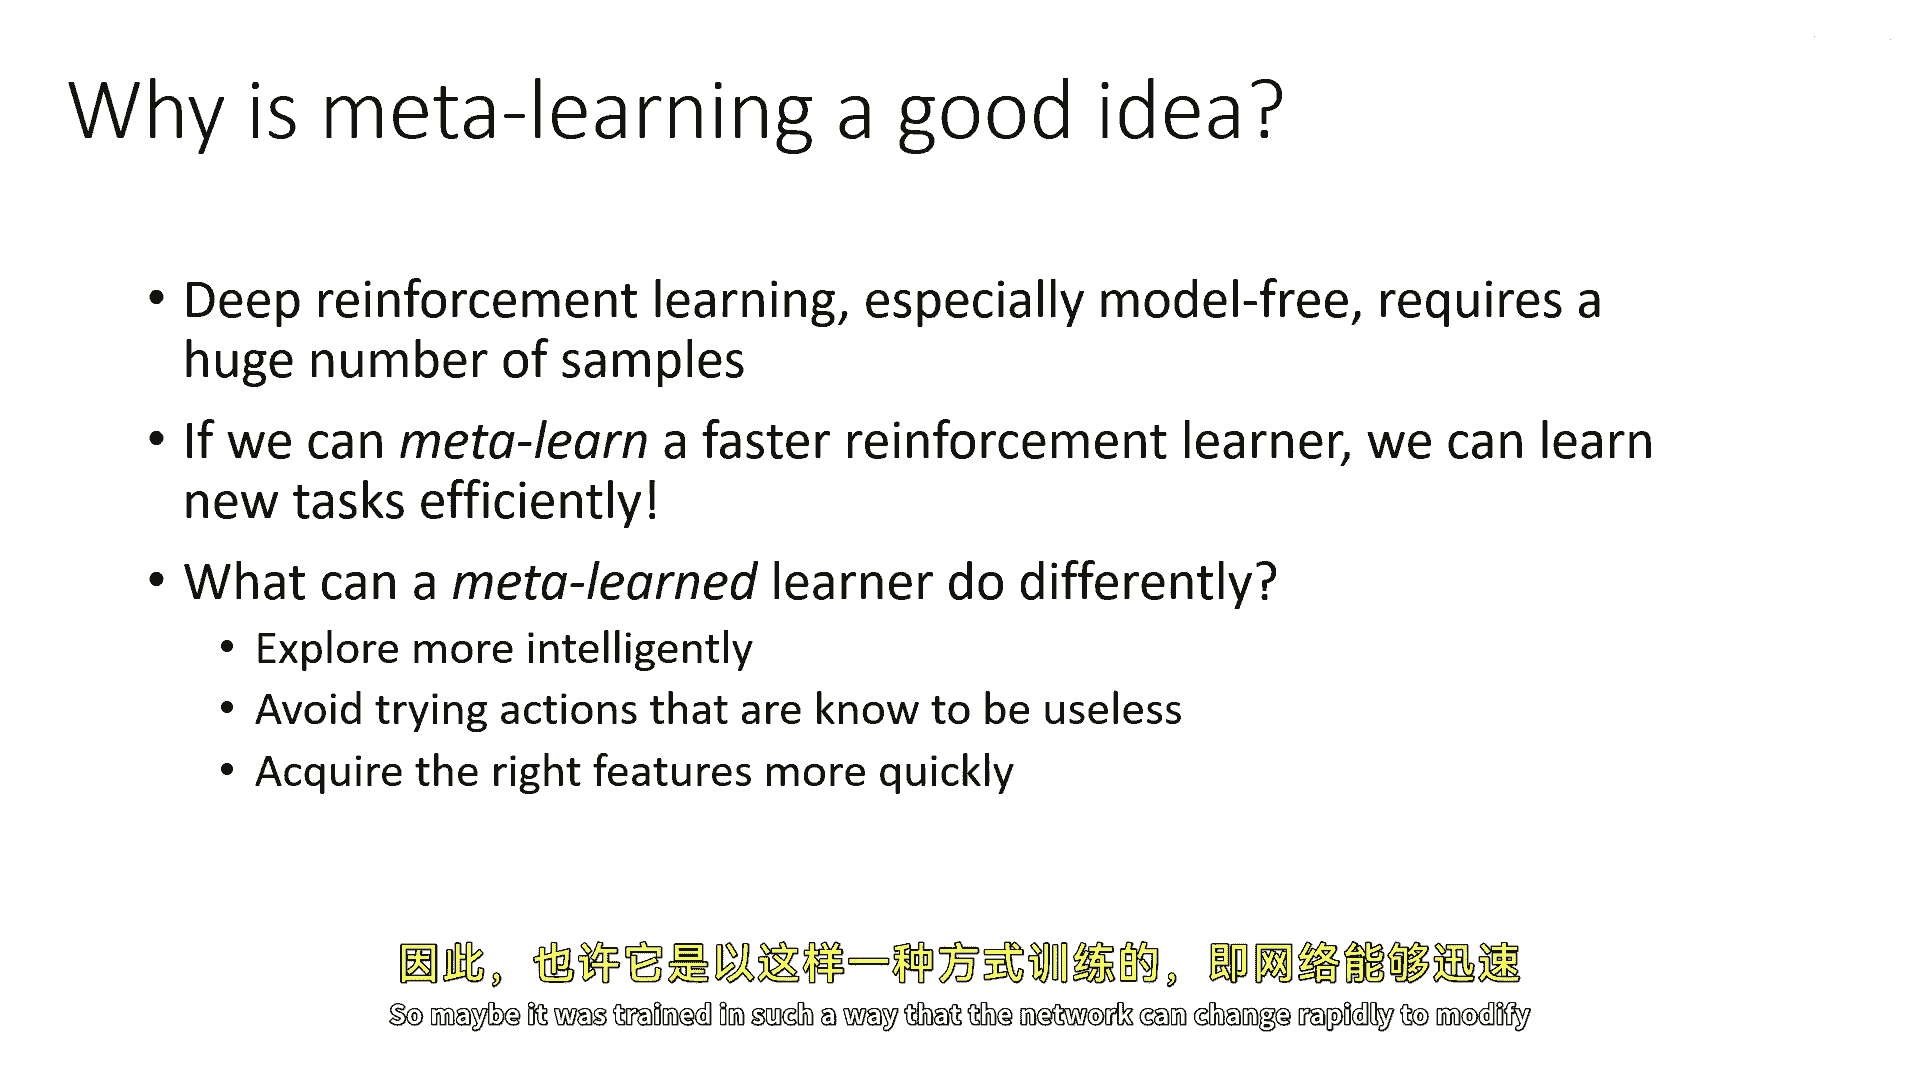 Why is meta-learning a good idea?
• Deep reinforcement learning, especially model-free, requires a
huge number of samples
• If we can meta-learn a faster reinforcement learner, we can learn
new tasks efficiently!
• What can a meta-learned learner do differently?
• Explore more intelligently
• Avoid trying actions that are know to be useless
• Acquire the right features more quickly
因此，也许它是以这样一种方式训练的，即网络能够迅速
So maybe it was trained in such a way that the network can change rapidly to modify